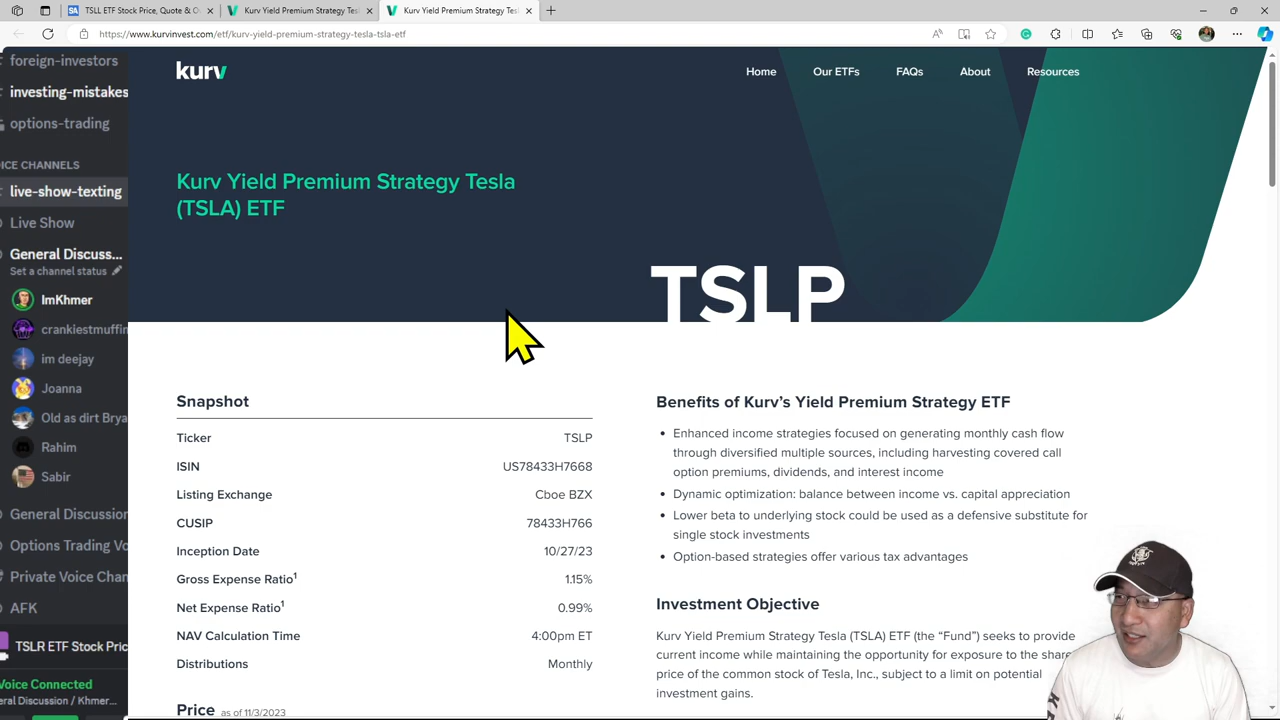 TSLL ETF Stock Price, Quote & O
Kurv Yield Premium Strategy Tesl
Kurv Yield Premium Strategy Tesl
https://www.kurvinvest.com/etf/kurv-yield-premium-strategy-tesla-tsla-etf
foreign-investors
investing-mistakes
options-trading
ICE CHANNELS
live-show-texting
Live Show
General Discuss...
Set a channel status
ImKhmer
crankiestmuffin
im deejay
Joanna
Old as dirt Brya
Rahim
Sabir
General Discussion
Options Trading Vo
Private Voice Chan
AFK
TSLR ETF Stock Pric
Voice Connected
eneral Discussion / Khmer...
kurv
Home
Our ETFs
FAQs
About
Resources
Kurv Yield Premium Strategy Tesla
(TSLA) ETF
TSLP
Snapshot
Ticker TSLP
ISIN US78433H7668
Listing Exchange Cboe BZX
CUSIP 78433H766
Inception Date 10/27/23
Gross Expense Ratio1 1.15%
Net Expense Ratio1 0.99%
NAV Calculation Time 4:00pm ET
Distributions Monthly
Price as of 11/3/2023
Benefits of Kurv's Yield Premium Strategy ETF
• Enhanced income strategies focused on generating monthly cash flow
through diversified multiple sources, including harvesting covered call
option premiums, dividends, and interest income
• Dynamic optimization: balance between income vs. capital appreciation
• Lower beta to underlying stock could be used as a defensive substitute for
single stock investments
• Option-based strategies offer various tax advantages
Investment Objective
Kurv Yield Premium Strategy Tesla (TSLA) ETF (the “Fund”) seeks to provide
current income while maintaining the opportunity for exposure to the share
price of the common stock of Tesla, Inc., subject to a limit on potential
investment gains.